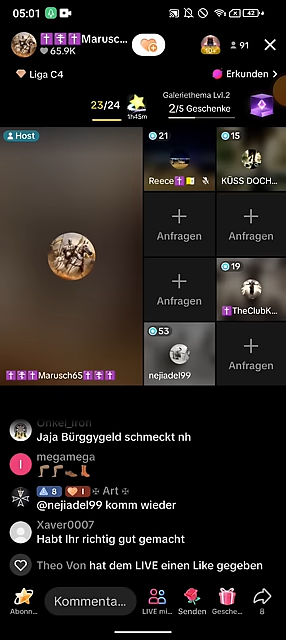 05:01
42
✝️☦️✝️Marusc...
65.9K
91
Liga C4
Erkunden
23/24
1h45m
Galeriethema Lvl.2
2/5 Geschenke
Host
21
Reece✝️
15
KÜSS DOCH...
Anfragen
Anfragen
Anfragen
19
✝️TheClubK...
✝️✝️✝️Marusch65✝️✝️✝️
53
nejiadel99
Anfragen
Onkel_Iron
Jaja Bürggygeld schmeckt nh
megamega
8 I ✠ Art ✠
@nejiadel99 komm wieder
Xaver0007
Habt Ihr richtig gut gemacht
Theo Von hat dem LIVE einen Like gegeben
Abonn...
Kommenta...
LIVE mi...
Senden
Gesche...
8